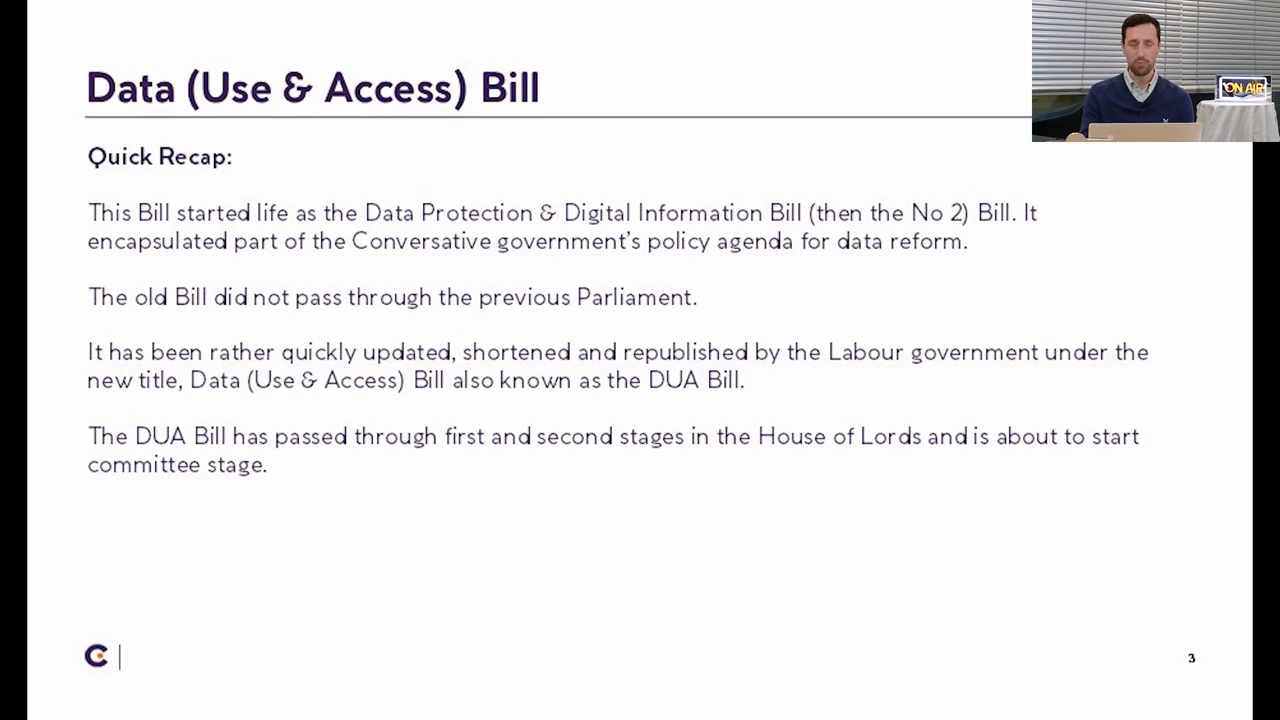 Data (Use & Access) Bill
ON AIR
Quick Recap:
This Bill started life as the Data Protection & Digital Information Bill (then the No 2) Bill. It
encapsulated part of the Conversative government's policy agenda for data reform.
The old Bill did not pass through the previous Parliament.
It has been rather quickly updated, shortened and republished by the Labour government under the
new title, Data (Use & Access) Bill also known as the DUA Bill.
The DUA Bill has passed through first and second stages in the House of Lords and is about to start
committee stage.
3